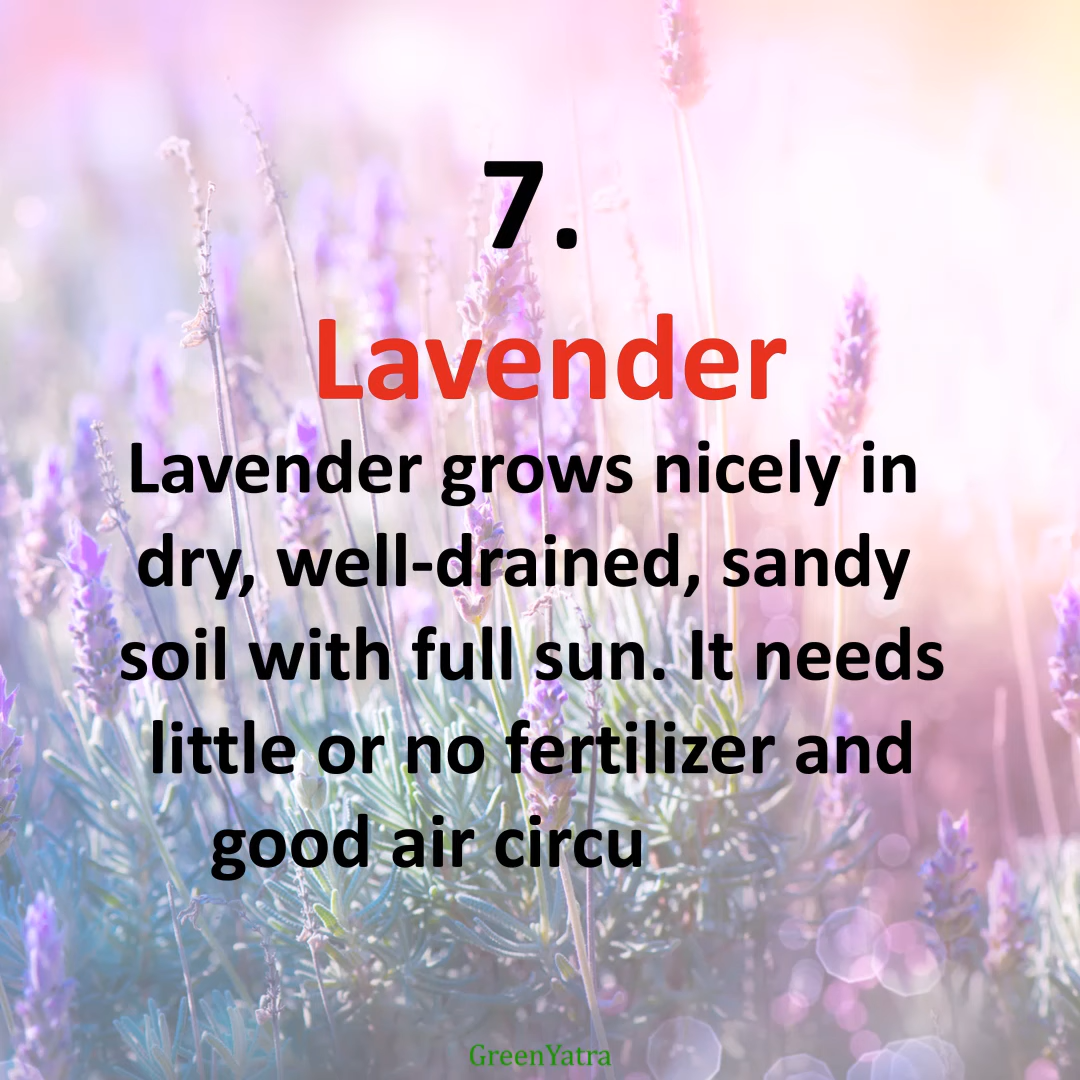 7.
Lavender
Lavender grows nicely in
dry, well-drained, sandy
soil with full sun. It needs
little or no fertilizer and
good air circu
GreenYatra